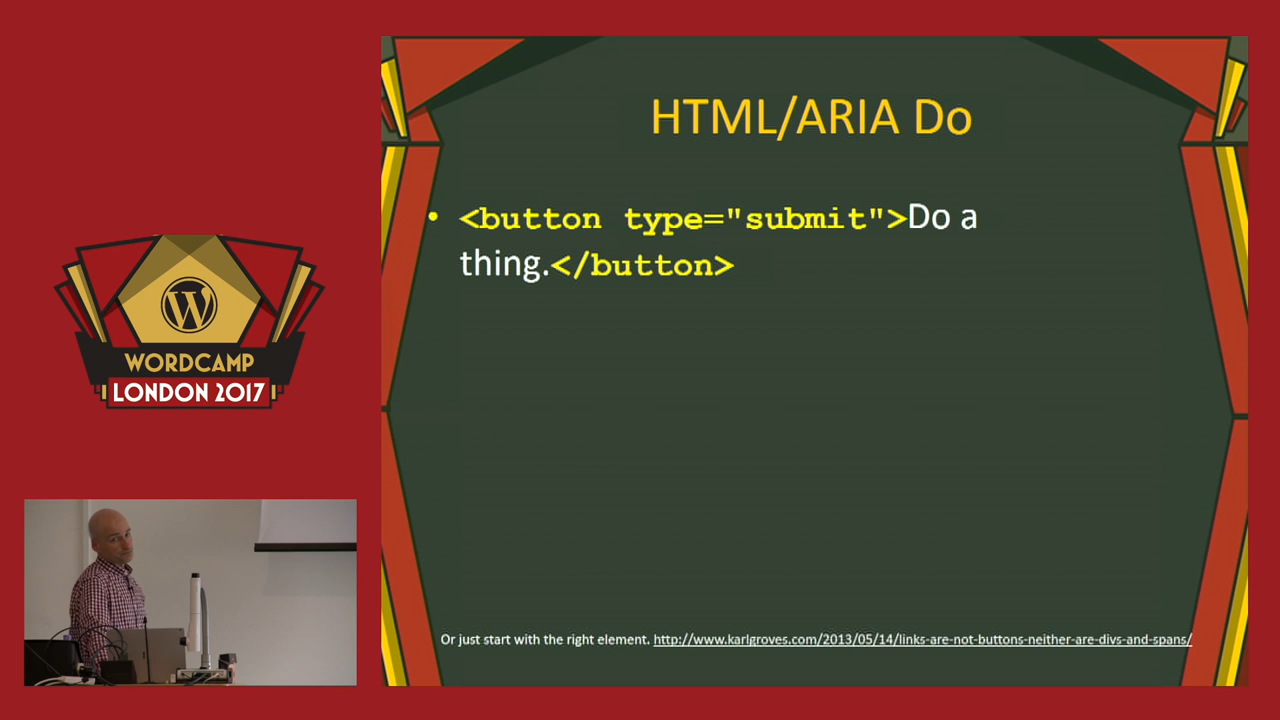 WORDCAMP
LONDON 2017
HTML/ARIA Do
• <button type="submit">Do a
thing.</button>
Or just start with the right element. http://www.karlgroves.com/2013/05/14/links-are-not-buttons-neither-are-divs-and-spans/